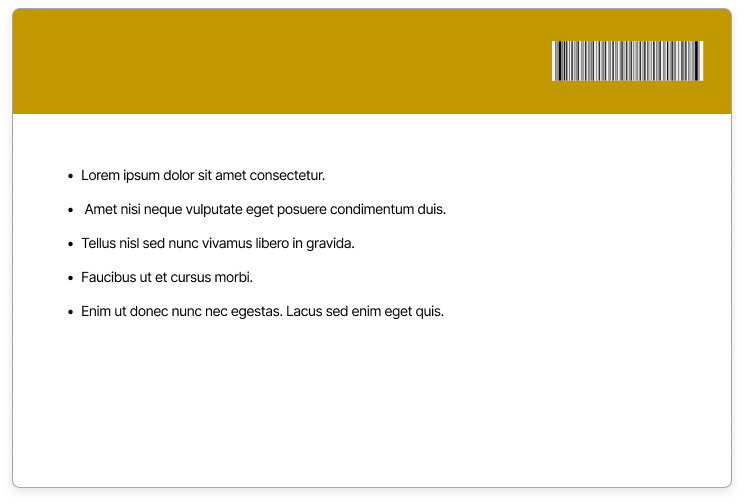 • Lorem ipsum dolor sit amet consectetur.
• Amet nisi neque vulputate eget posuere condimentum duis.
• Tellus nisl sed nunc vivamus libero in gravida.
• Faucibus ut et cursus morbi.
• Enim ut donec nunc nec egestas. Lacus sed enim eget quis.